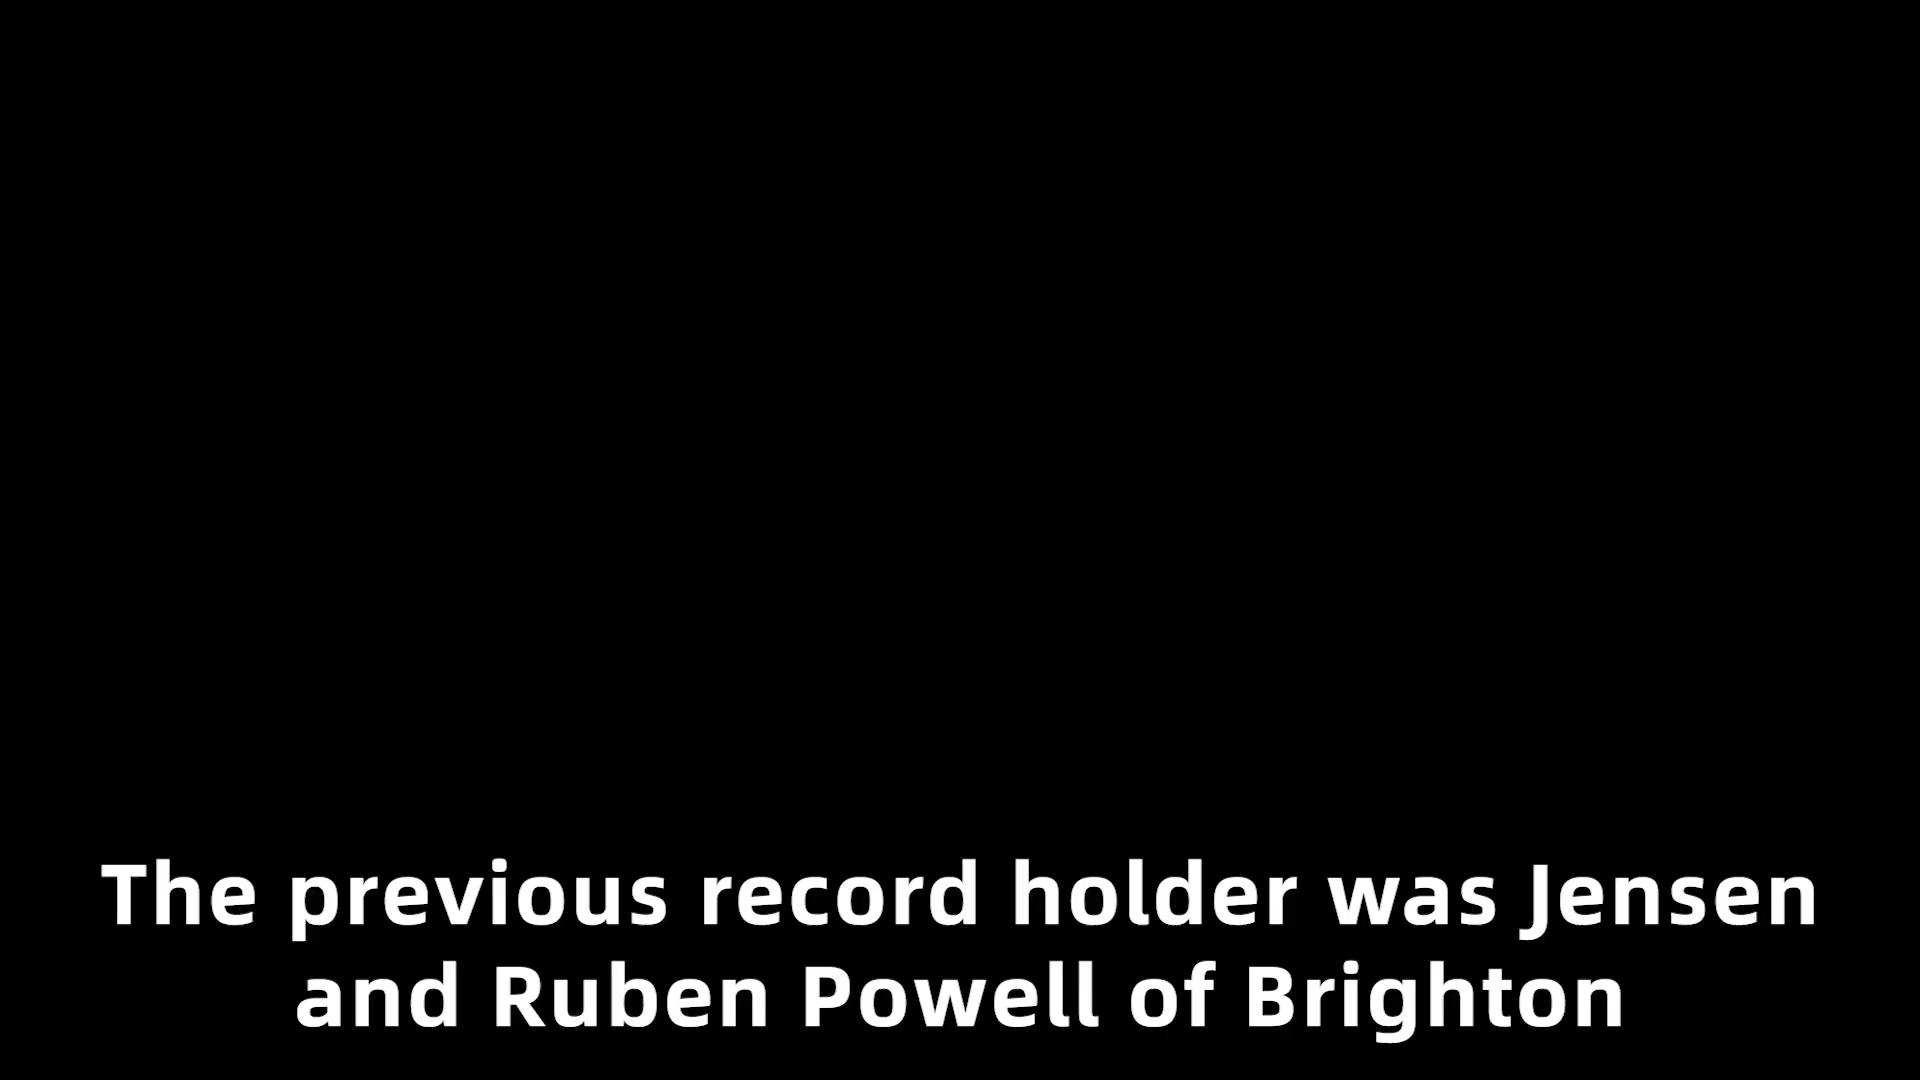 The previous record holder was Jensen
and Ruben Powell of Brighton